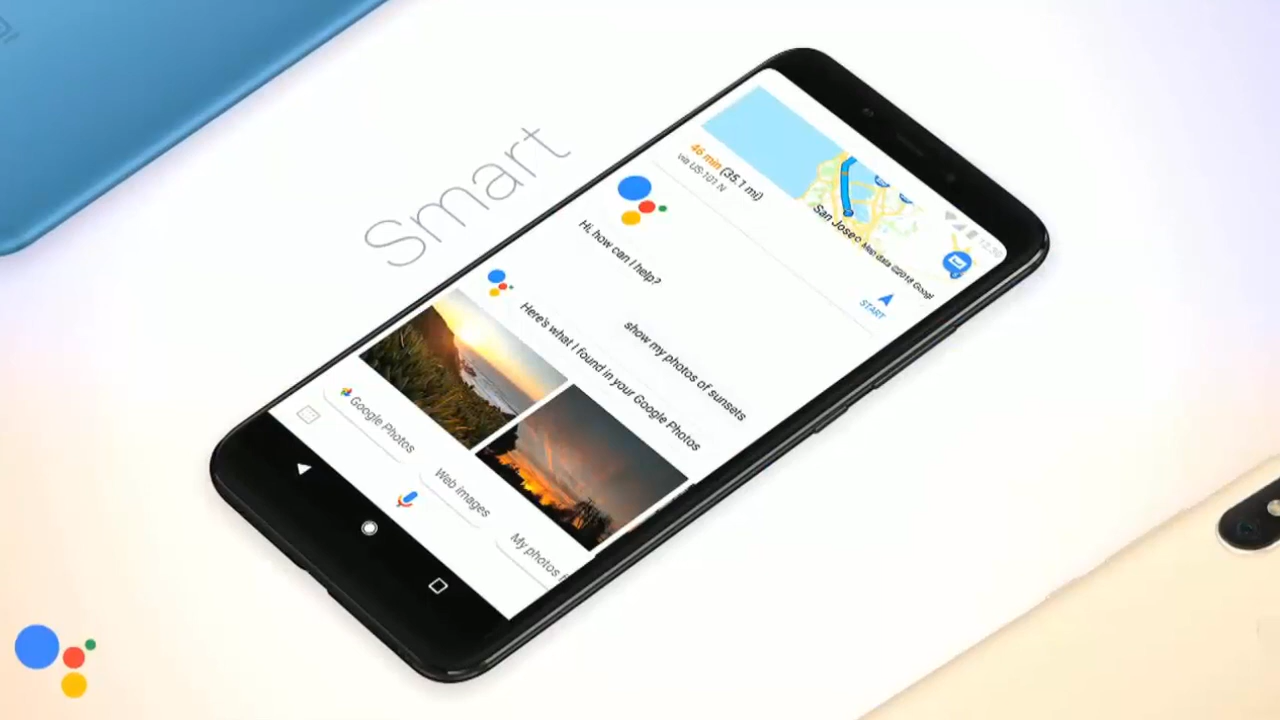 Smart
12:30
San Jose
Map data ©2018 Googl
46 min (35.1 mi)
via US-101 N
START
Hi, how can I help?
show my photos of sunsets
Here's what I found in your Google Photos
Google Photos
Web images
My photos f